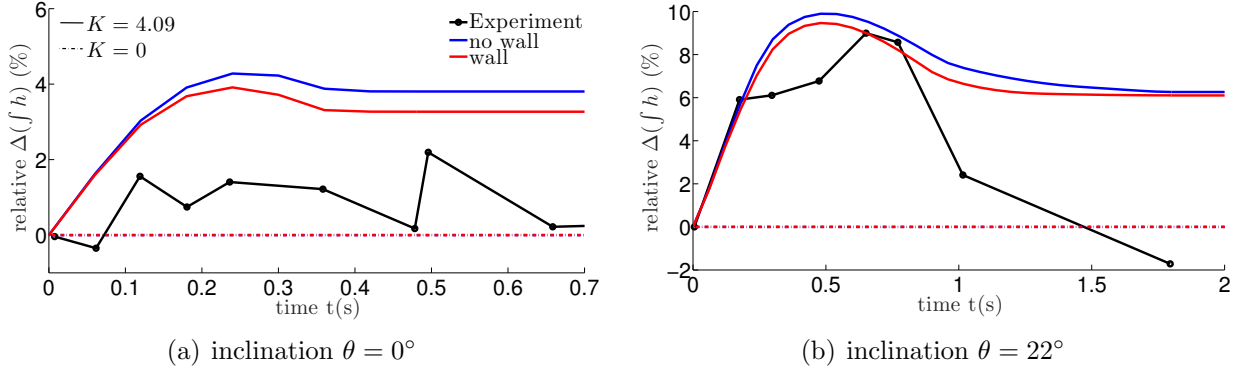 K = 4.09
K = 0
Experiment
no wall
wall
relative Δ(∫ h) (%)
6
4
2
0
0 0.1 0.2 0.3 0.4 0.5 0.6 0.7
time t(s)
(a) inclination θ = 0°
relative Δ(∫ h) (%)
10
8
6
4
2
0
−2
0 0.5 1 1.5 2
time t(s)
(b) inclination θ = 22°